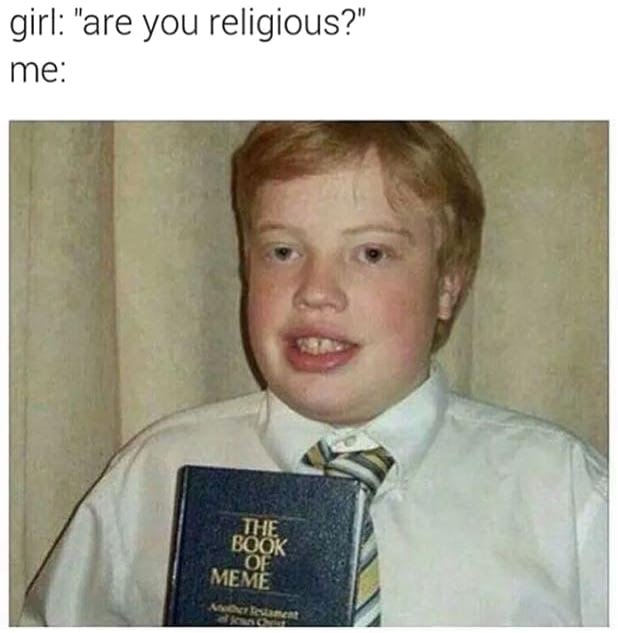 girl: "are you religious?"
me:
THE
BOOK
OF
MEME
Another Testament
of Jesus Christ